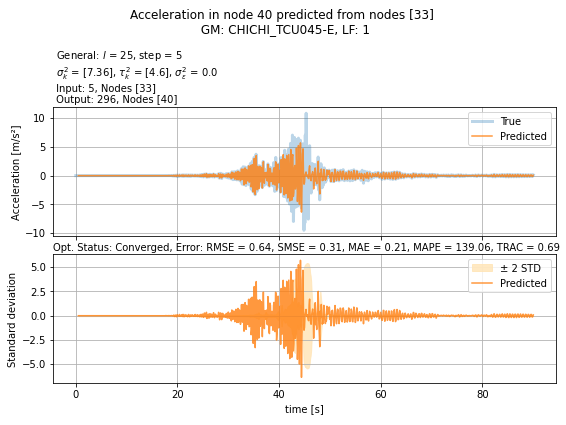 Acceleration in node 40 predicted from nodes [33]
GM: CHICHI_TCU045-E, LF: 1
General: l = 25, step = 5
σ²ₖ = [7.36], τ²ₖ = [4.6], σ²ε = 0.0
Input: 5, Nodes [33]
Output: 296, Nodes [40]
Acceleration [m/s²]
10
5
0
−5
−10
True
Predicted
Opt. Status: Converged, Error: RMSE = 0.64, SMSE = 0.31, MAE = 0.21, MAPE = 139.06, TRAC = 0.69
Standard deviation
5.0
2.5
0.0
−2.5
−5.0
± 2 STD
Predicted
0 20 40 60 80
time [s]